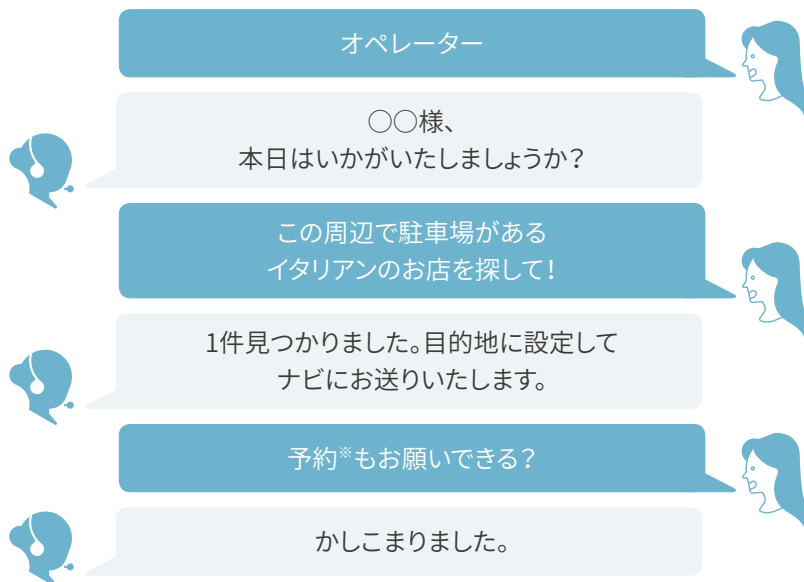 オペレーター
○○様、
本日はいかがいたしましょうか？
この周辺で駐車場がある
イタリアンのお店を探して！
1件見つかりました。目的地に設定して
ナビにお送りいたします。
予約※もお願いできる？
かしこまりました。